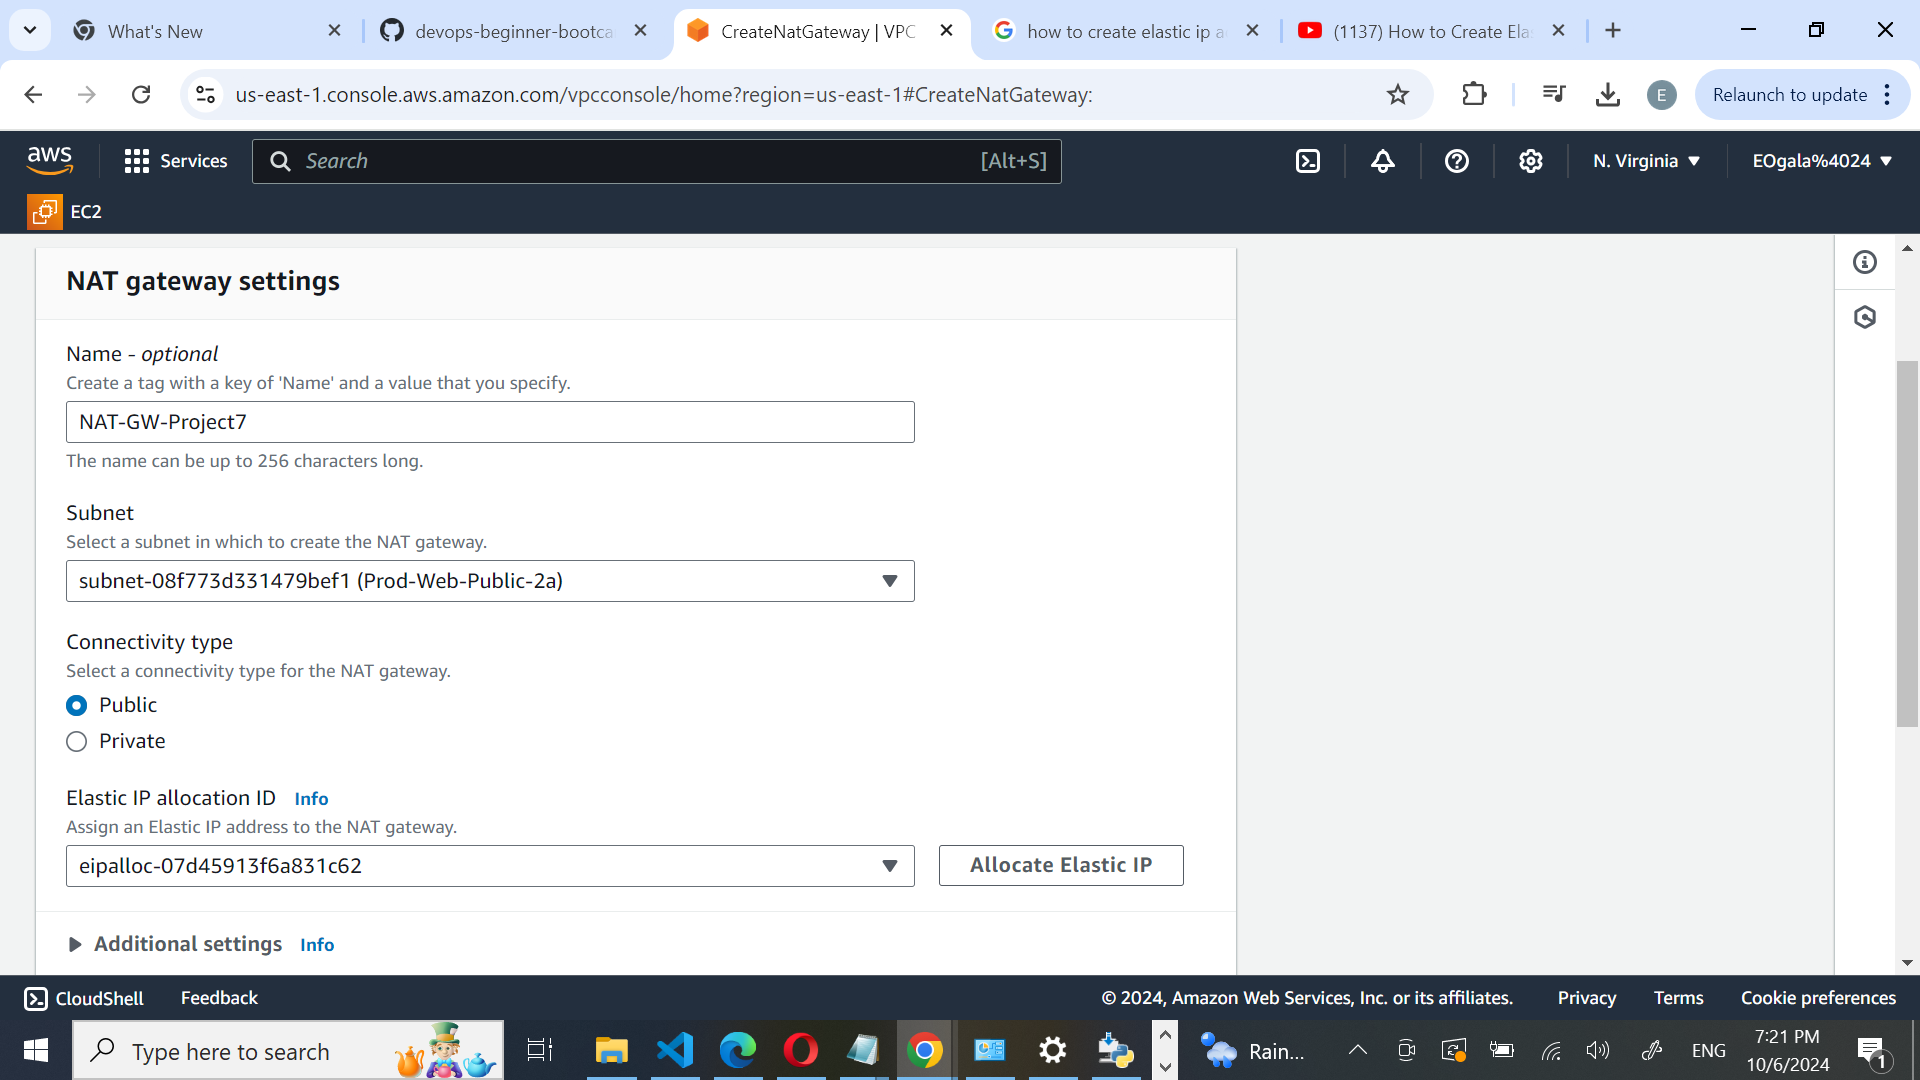 What's New
devops-beginner-bootca
CreateNatGateway | VPC
how to create elastic ip a
(1137) How to Create Ela
us-east-1.console.aws.amazon.com/vpcconsole/home?region=us-east-1#CreateNatGateway:
E
Relaunch to update
aws
Services
Search
[Alt+S]
N. Virginia
EOgala%4024
EC2
NAT gateway settings
Name - optional
Create a tag with a key of 'Name' and a value that you specify.
NAT-GW-Project7
The name can be up to 256 characters long.
Subnet
Select a subnet in which to create the NAT gateway.
subnet-08f773d331479bef1 (Prod-Web-Public-2a)
Connectivity type
Select a connectivity type for the NAT gateway.
Public
Private
Elastic IP allocation ID Info
Assign an Elastic IP address to the NAT gateway.
eipalloc-07d45913f6a831c62
Allocate Elastic IP
Additional settings Info
CloudShell
Feedback
© 2024, Amazon Web Services, Inc. or its affiliates.
Privacy
Terms
Cookie preferences
Type here to search
Rain...
ENG
7:21 PM
10/6/2024
1